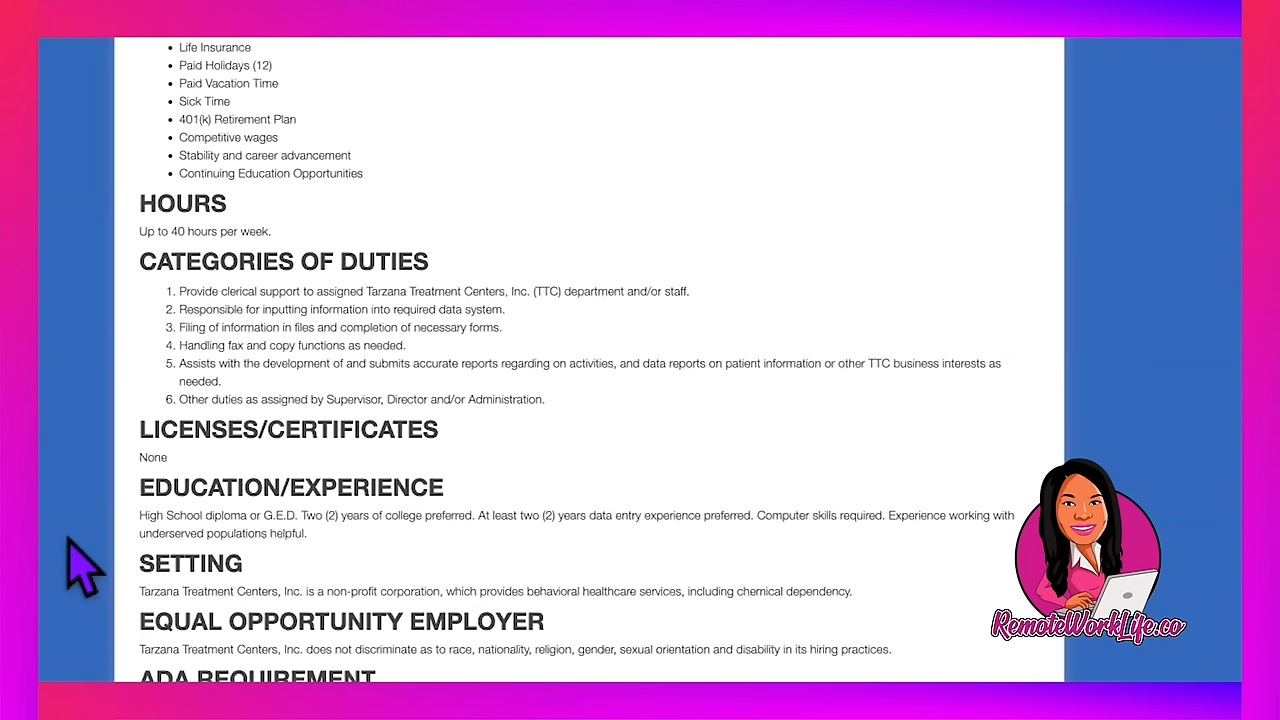 • Life Insurance
• Paid Holidays (12)
• Paid Vacation Time
• Sick Time
• 401(k) Retirement Plan
• Competitive wages
• Stability and career advancement
• Continuing Education Opportunities
HOURS
Up to 40 hours per week.
CATEGORIES OF DUTIES
1. Provide clerical support to assigned Tarzana Treatment Centers, Inc. (TTC) department and/or staff.
2. Responsible for inputting information into required data system.
3. Filing of information in files and completion of necessary forms.
4. Handling fax and copy functions as needed.
5. Assists with the development of and submits accurate reports regarding on activities, and data reports on patient information or other TTC business interests as
needed.
6. Other duties as assigned by Supervisor, Director and/or Administration.
LICENSES/CERTIFICATES
None
EDUCATION/EXPERIENCE
High School diploma or G.E.D. Two (2) years of college preferred. At least two (2) years data entry experience preferred. Computer skills required. Experience working with
underserved populations helpful.
SETTING
Tarzana Treatment Centers, Inc. is a non-profit corporation, which provides behavioral healthcare services, including chemical dependency.
EQUAL OPPORTUNITY EMPLOYER
Tarzana Treatment Centers, Inc. does not discriminate as to race, nationality, religion, gender, sexual orientation and disability in its hiring practices.
ADA REQUIREMENT
RemoteWorkLife.co